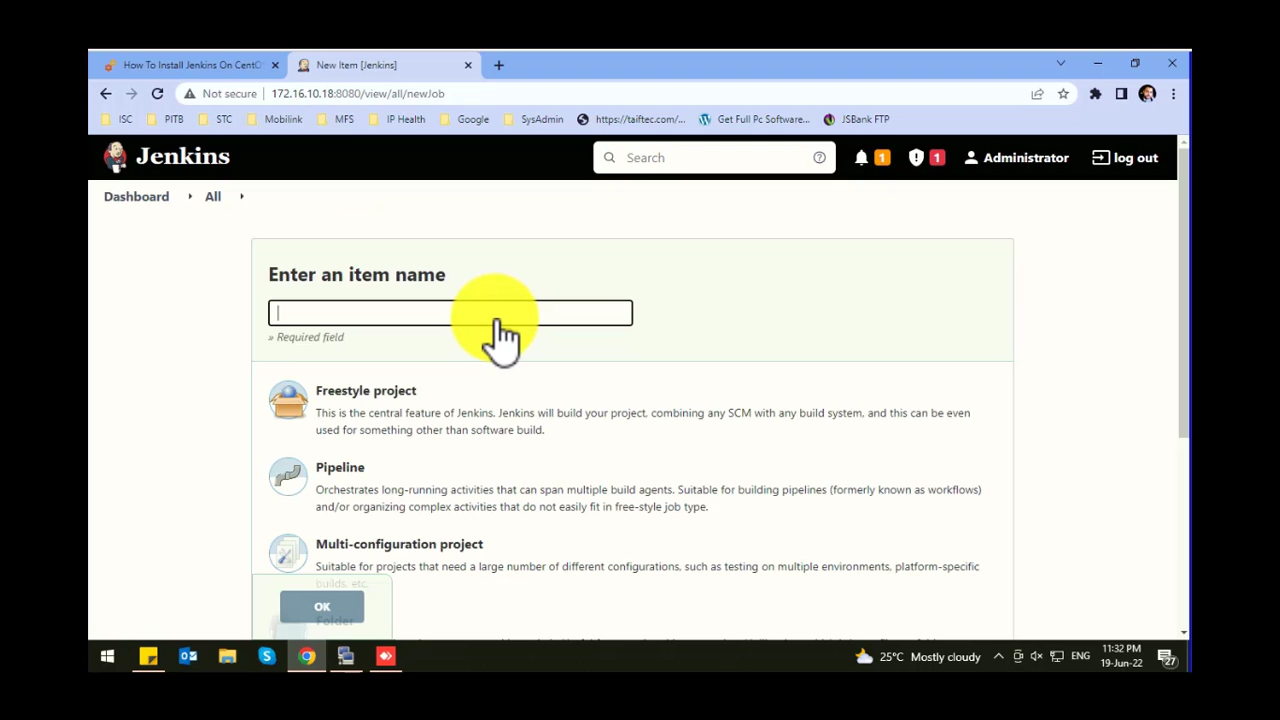 How To Install Jenkins On CentO
New Item [Jenkins]
Not secure
172.16.10.18:8080/view/all/newJob
ISC
PITB
STC
Mobilink
MFS
IP Health
Google
SysAdmin
https://taiftec.com/...
Get Full Pc Software...
JSBank FTP
Jenkins
Search
1
1
Administrator
log out
Dashboard
All
Enter an item name
» Required field
Freestyle project
This is the central feature of Jenkins. Jenkins will build your project, combining any SCM with any build system, and this can be even
used for something other than software build.
Pipeline
Orchestrates long-running activities that can span multiple build agents. Suitable for building pipelines (formerly known as workflows)
and/or organizing complex activities that do not easily fit in free-style job type.
Multi-configuration project
Suitable for projects that need a large number of different configurations, such as testing on multiple environments, platform-specific
builds, etc.
OK
Folder
25°C Mostly cloudy
ENG
11:32 PM
19-Jun-22
27